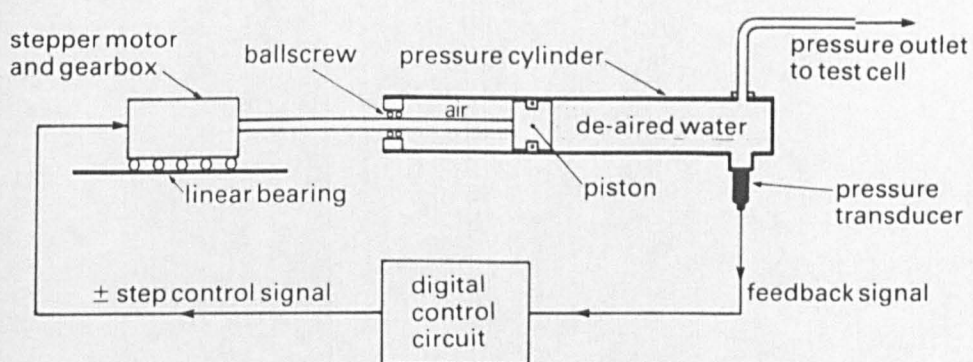 stepper motor
and gearbox
ballscrew
pressure cylinder
pressure outlet
to test cell
air
de-aired water
linear bearing
piston
pressure
transducer
± step control signal
digital
control
circuit
feedback signal